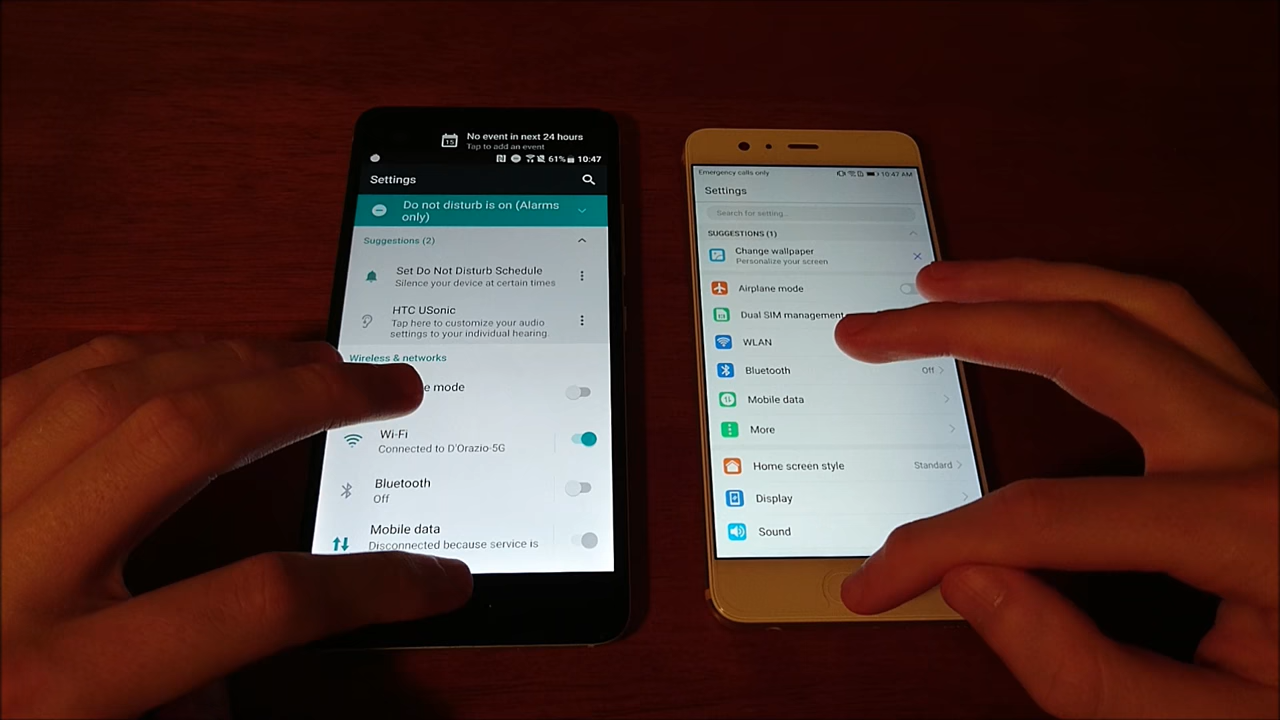 No event in next 24 hours
15
Tap to add an event
61%
10:47
Settings
Do not disturb is on (Alarms
only)
Suggestions (2)
Set Do Not Disturb Schedule
Silence your device at certain times
HTC USonic
Tap here to customize your audio
settings to your individual hearing.
Wireless & networks
e mode
Wi-Fi
Connected to D'Orazio-5G
Bluetooth
Off
Mobile data
Disconnected because service is
Emergency calls only
10:47 AM
Settings
Search for setting...
SUGGESTIONS (1)
Change wallpaper
Personalize your screen
Airplane mode
Dual SIM management
WLAN
Bluetooth
Off
Mobile data
More
Home screen style
Standard
Display
Sound